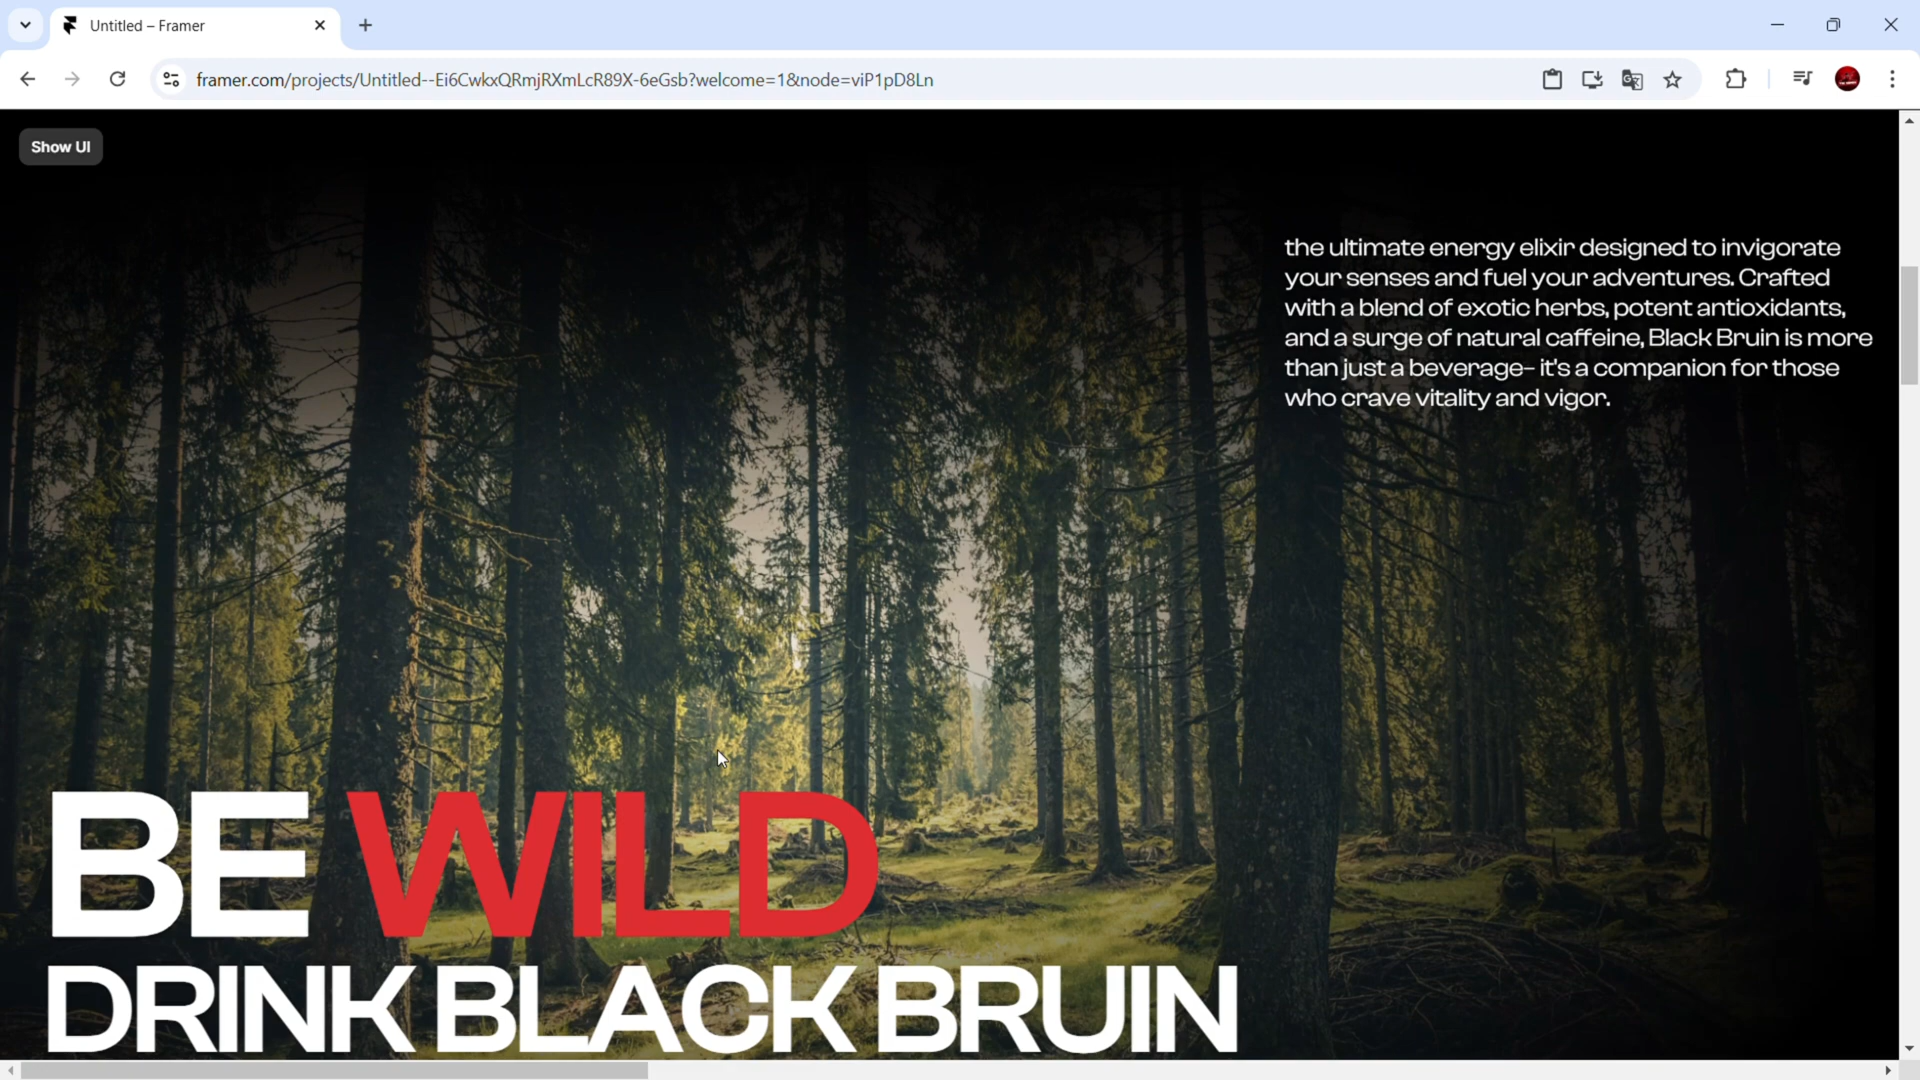 Untitled – Framer
framer.com/projects/Untitled--Ei6CwkxQRmjRXmLcR89X-6eGsb?welcome=1&node=viP1pD8Ln
Show UI
the ultimate energy elixir designed to invigorate
your senses and fuel your adventures. Crafted
with a blend of exotic herbs, potent antioxidants,
and a surge of natural caffeine, Black Bruin is more
than just a beverage– it's a companion for those
who crave vitality and vigor.
BE WILD
DRINK BLACK BRUIN